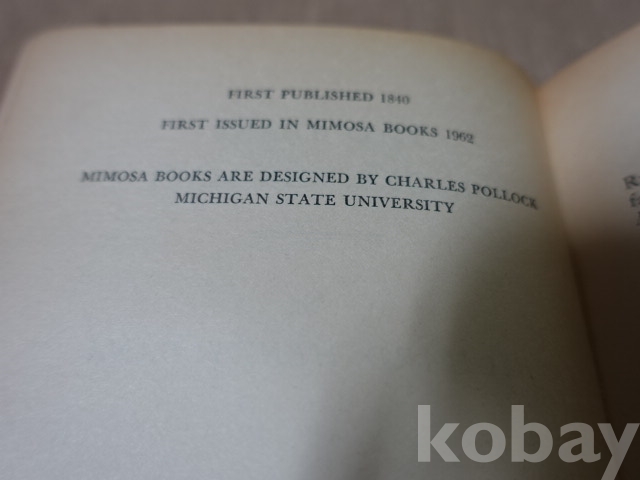 FIRST PUBLISHED 1840
FIRST ISSUED IN MIMOSA BOOKS 1962
MIMOSA BOOKS ARE DESIGNED BY CHARLES POLLOCK
MICHIGAN STATE UNIVERSITY
kobay